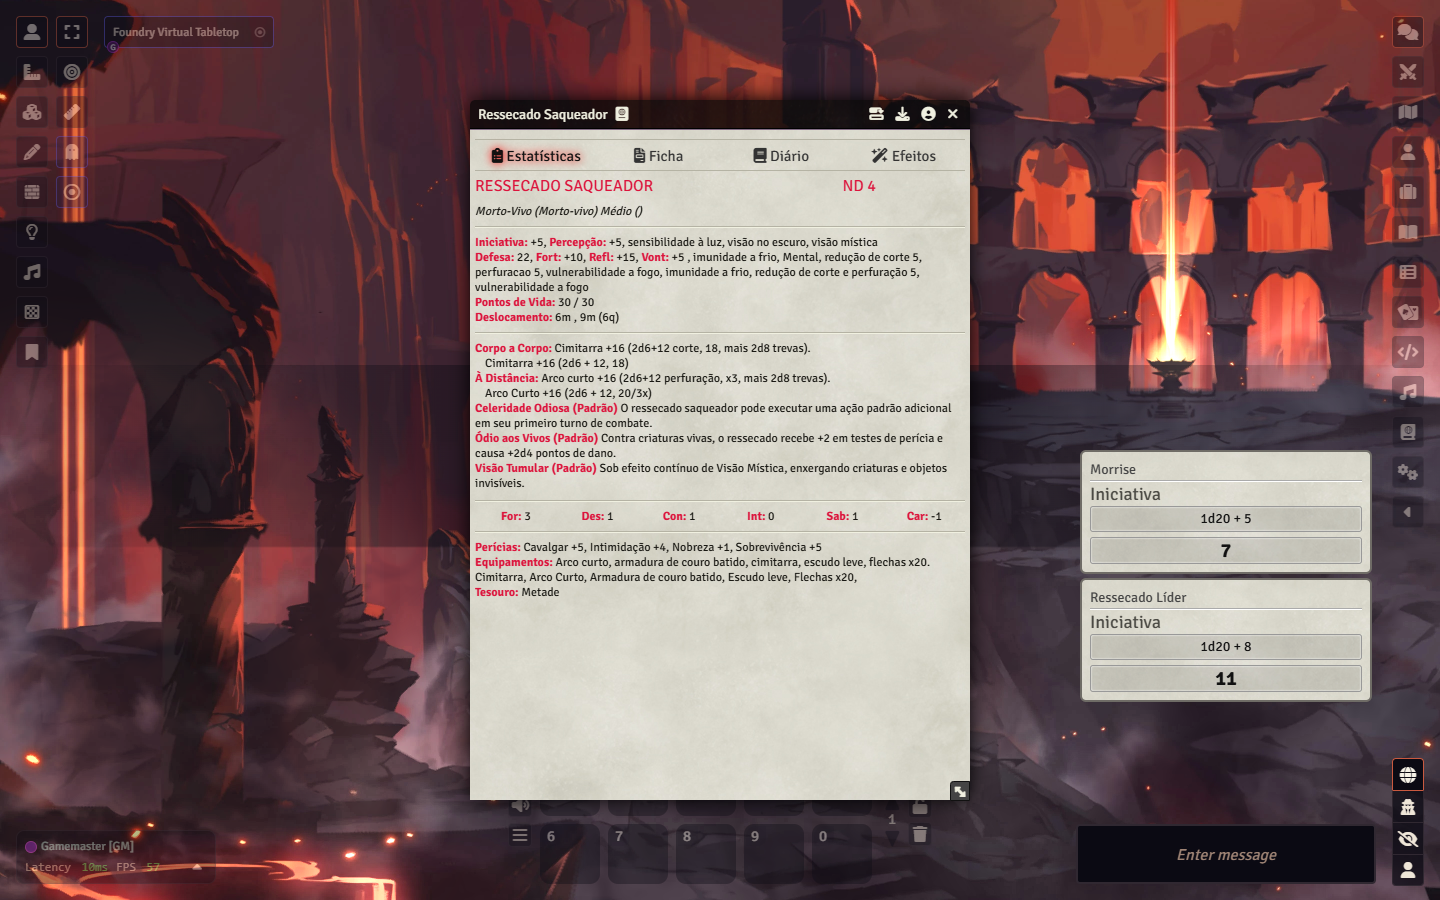 Foundry Virtual Tabletop
G
Ressecado Saqueador
Estatísticas
Ficha
Diário
Efeitos
RESSECADO SAQUEADOR
ND 4
Morto-Vivo (Morto-vivo) Médio ()
Iniciativa: +5, Percepção: +5, sensibilidade à luz, visão no escuro, visão mística
Defesa: 22, Fort: +10, Refl: +15, Vont: +5 , imunidade a frio, Mental, redução de corte 5,
perfuracao 5, vulnerabilidade a fogo, imunidade a frio, redução de corte e perfuração 5,
vulnerabilidade a fogo
Pontos de Vida: 30 / 30
Deslocamento: 6m , 9m (6q)
Corpo a Corpo: Cimitarra +16 (2d6+12 corte, 18, mais 2d8 trevas).
Cimitarra +16 (2d6 + 12, 18)
À Distância: Arco curto +16 (2d6+12 perfuração, x3, mais 2d8 trevas).
Arco Curto +16 (2d6 + 12, 20/3x)
Celeridade Odiosa (Padrão) O ressecado saqueador pode executar uma ação padrão adicional
em seu primeiro turno de combate.
Ódio aos Vivos (Padrão) Contra criaturas vivas, o ressecado recebe +2 em testes de perícia e
causa +2d4 pontos de dano.
Visão Tumular (Padrão) Sob efeito contínuo de Visão Mística, enxergando criaturas e objetos
invisíveis.
For: 3
Des: 1
Con: 1
Int: 0
Sab: 1
Car: -1
Perícias: Cavalgar +5, Intimidação +4, Nobreza +1, Sobrevivência +5
Equipamentos: Arco curto, armadura de couro batido, cimitarra, escudo leve, flechas x20.
Cimitarra, Arco Curto, Armadura de couro batido, Escudo leve, Flechas x20,
Tesouro: Metade
Morrise
Iniciativa
1d20 + 5
7
Ressecado Líder
Iniciativa
1d20 + 8
11
6
7
8
9
0
1
Gamemaster [GM]
Latency 10ms FPS 57
Enter message